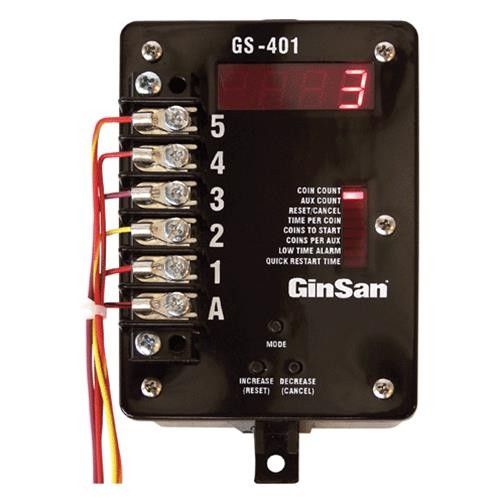 GS-401
3
5
4
3
2
1
A
COIN COUNT
AUX COUNT
RESET/CANCEL
TIME PER COIN
COINS TO START
COINS PER AUX
LOW TIME ALARM
QUICK RESTART TIME
GinSan®
MODE
INCREASE DECREASE
(RESET) (CANCEL)